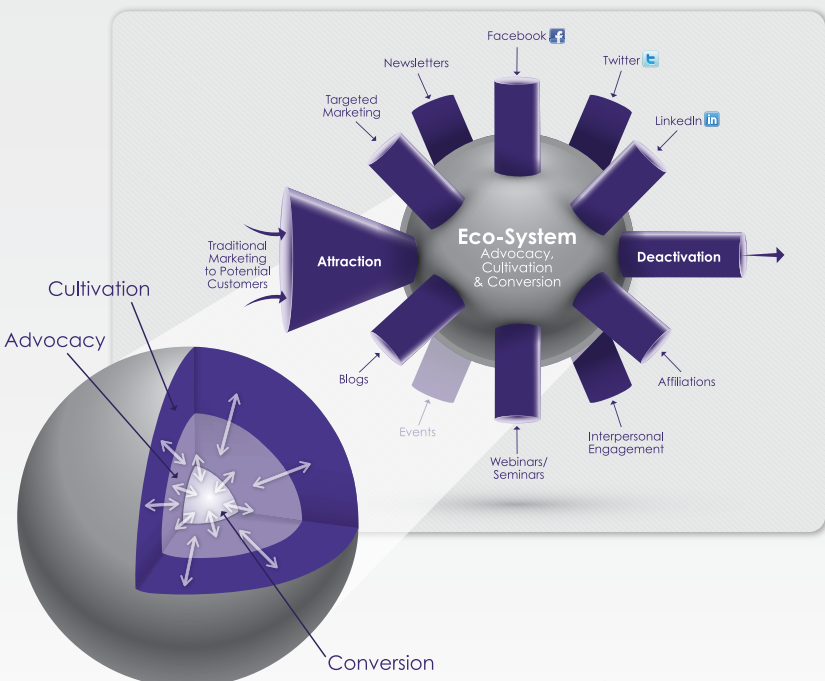 Facebook
Newsletters
Twitter
Targeted
Marketing
LinkedIn
in
Eco-System
Advocacy,
Cultivation
& Conversion
Attraction
Deactivation
Traditional
Marketing
to Potential
Customers
Cultivation
Advocacy
Blogs
Affiliations
Events
Interpersonal
Engagement
Webinars/
Seminars
Conversion